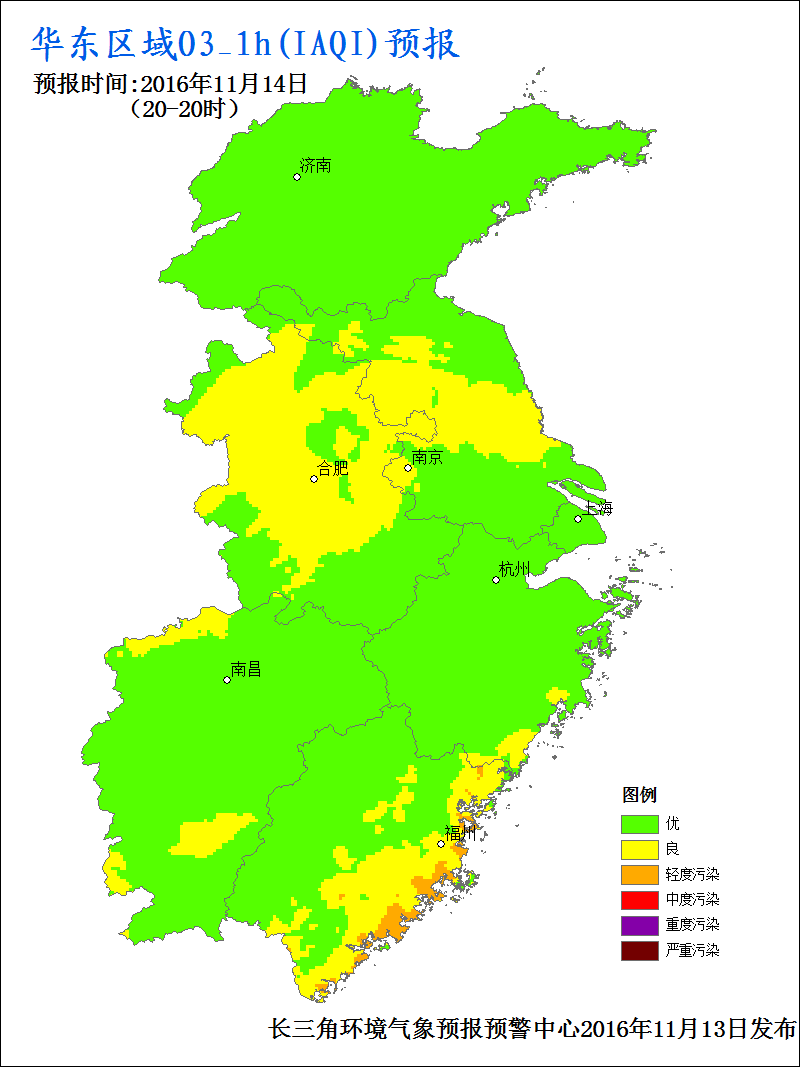 华东区域O3_1h(IAQI)预报
预报时间:2016年11月14日
（20-20时）
济南
南京
合肥
上海
杭州
南昌
福州
图例
优
良
轻度污染
中度污染
重度污染
严重污染
长三角环境气象预报预警中心2016年11月13日发布